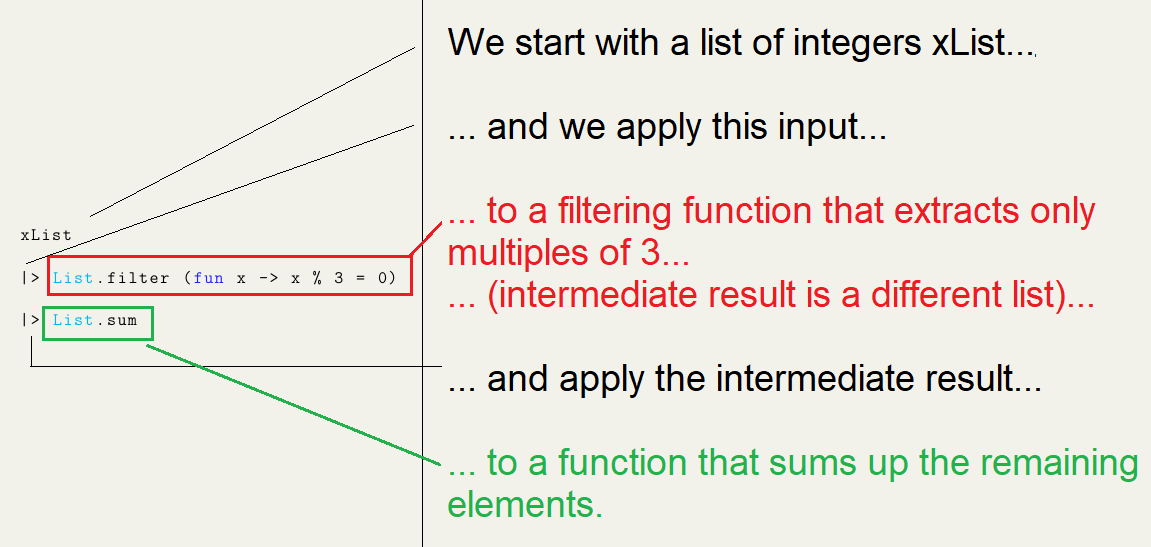 We start with a list of integers xList...
... and we apply this input...
... to a filtering function that extracts only
multiples of 3...
... (intermediate result is a different list)...
... and apply the intermediate result...
... to a function that sums up the remaining
elements.
xList
|> List.filter (fun x -> x % 3 = 0)
|> List.sum